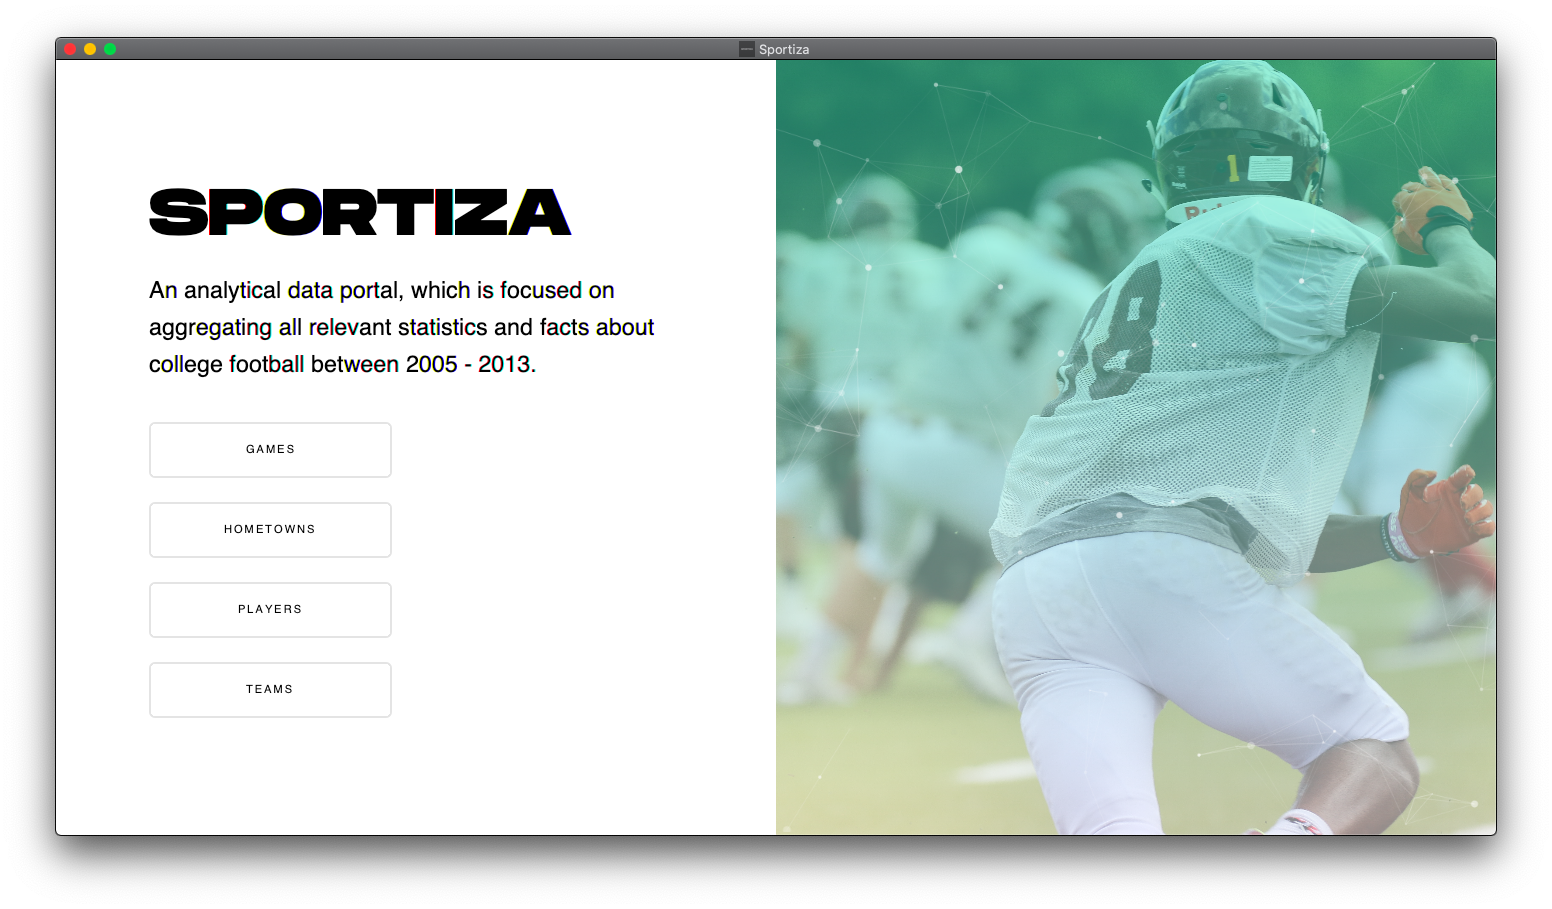 Sportiza
SPORTIZA
An analytical data portal, which is focused on
aggregating all relevant statistics and facts about
college football between 2005 - 2013.
GAMES
HOMETOWNS
PLAYERS
TEAMS
1